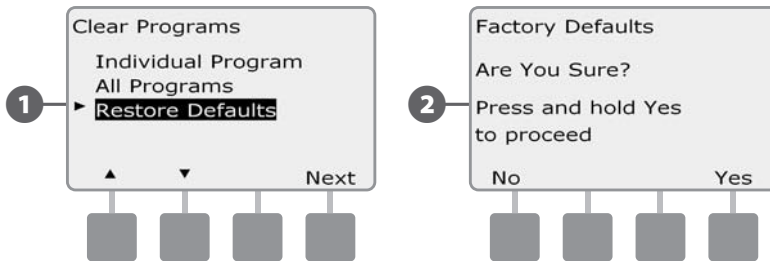 Clear Programs
Individual Program
All Programs
► Restore Defaults
▲ ▼ Next
1
Factory Defaults
Are You Sure?
Press and hold Yes
to proceed
No Yes
2